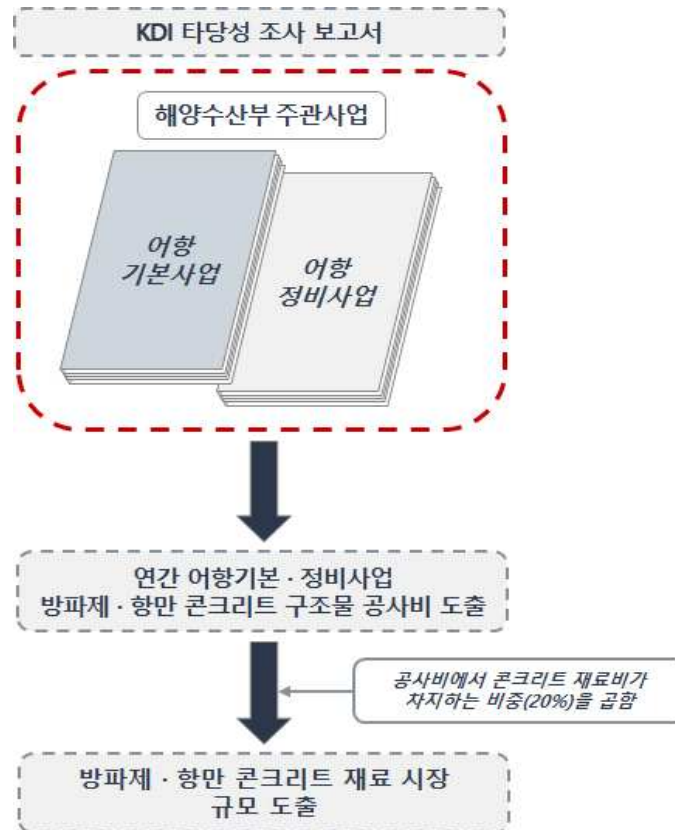 KDI 타당성 조사 보고서
해양수산부 주관사업
어항
기본사업
어항
정비사업
연간 어항기본 · 정비사업
방파제 · 항만 콘크리트 구조물 공사비 도출
공사비에서 콘크리트 재료비가
차지하는 비중(20%)을 곱함
방파제 · 항만 콘크리트 재료 시장
규모 도출